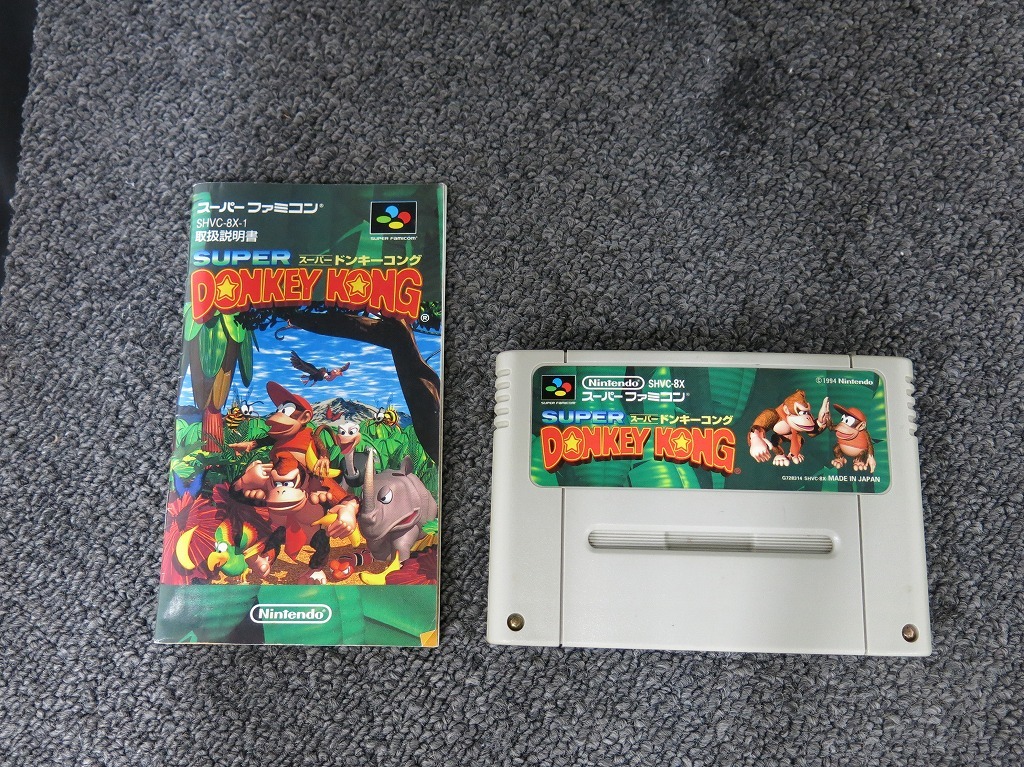 スーパーファミコン®
SHVC-8X-1
取扱説明書
SUPER FAMICOM®
SUPER スーパードンキーコング
DONKEY KONG®
Nintendo®
SUPER FAMICOM
Nintendo® SHVC-8X
スーパーファミコン®
© 1994 Nintendo
SUPER スーパードンキーコング
DONKEY KONG®
G728314 SHVC-8X MADE IN JAPAN